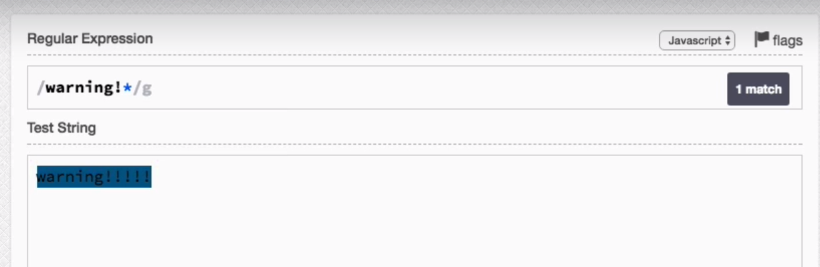 Regular Expression
Javascript flags
/warning!*/g
1 match
Test String
warning!!!!!